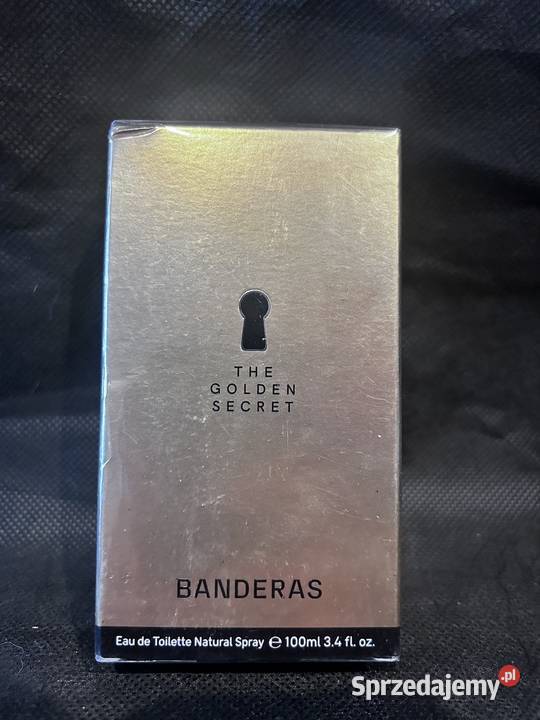 THE
GOLDEN
SECRET
BANDERAS
Eau de Toilette Natural Spray ℮ 100ml 3.4 fl. oz.
Sprzedajemy.pl